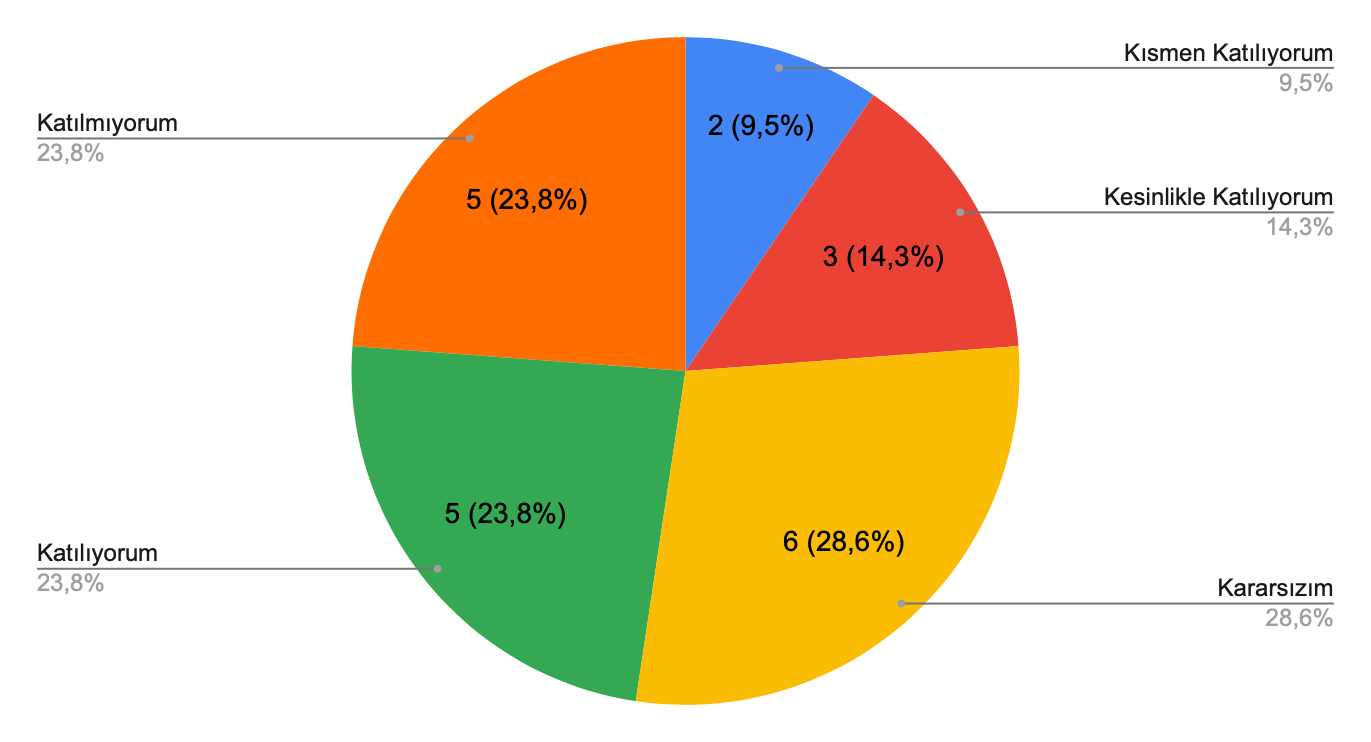 Kısmen Katılıyorum
9,5%
2 (9,5%)
Katılmıyorum
23,8%
5 (23,8%)
Kesinlikle Katılıyorum
14,3%
3 (14,3%)
5 (23,8%)
6 (28,6%)
Katılıyorum
23,8%
Kararsızım
28,6%